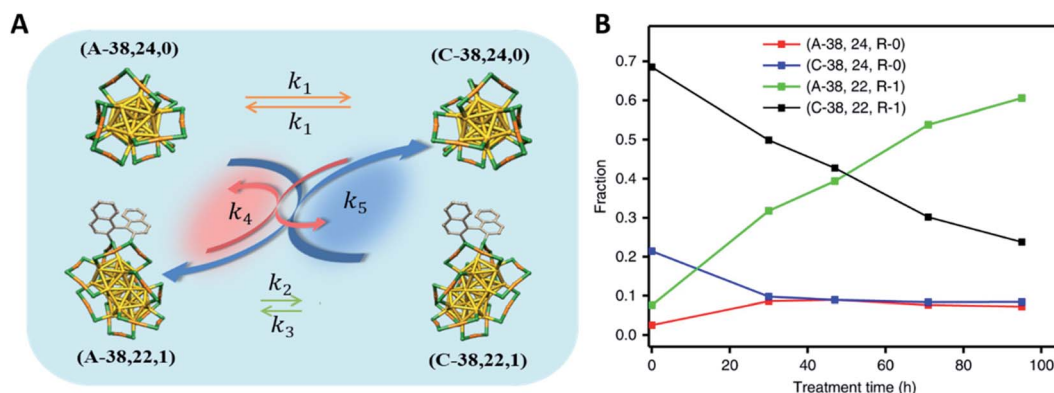 A
(A-38,24,0)
(C-38,24,0)
k₁
k₁
k₄
k₅
k₂
k₃
(A-38,22,1)
(C-38,22,1)
B
(A-38, 24, R-0)
(C-38, 24, R-0)
(A-38, 22, R-1)
(C-38, 22, R-1)
0.7
0.6
0.5
0.4
0.3
0.2
0.1
0.0
Fraction
0 20 40 60 80 100
Treatment time (h)